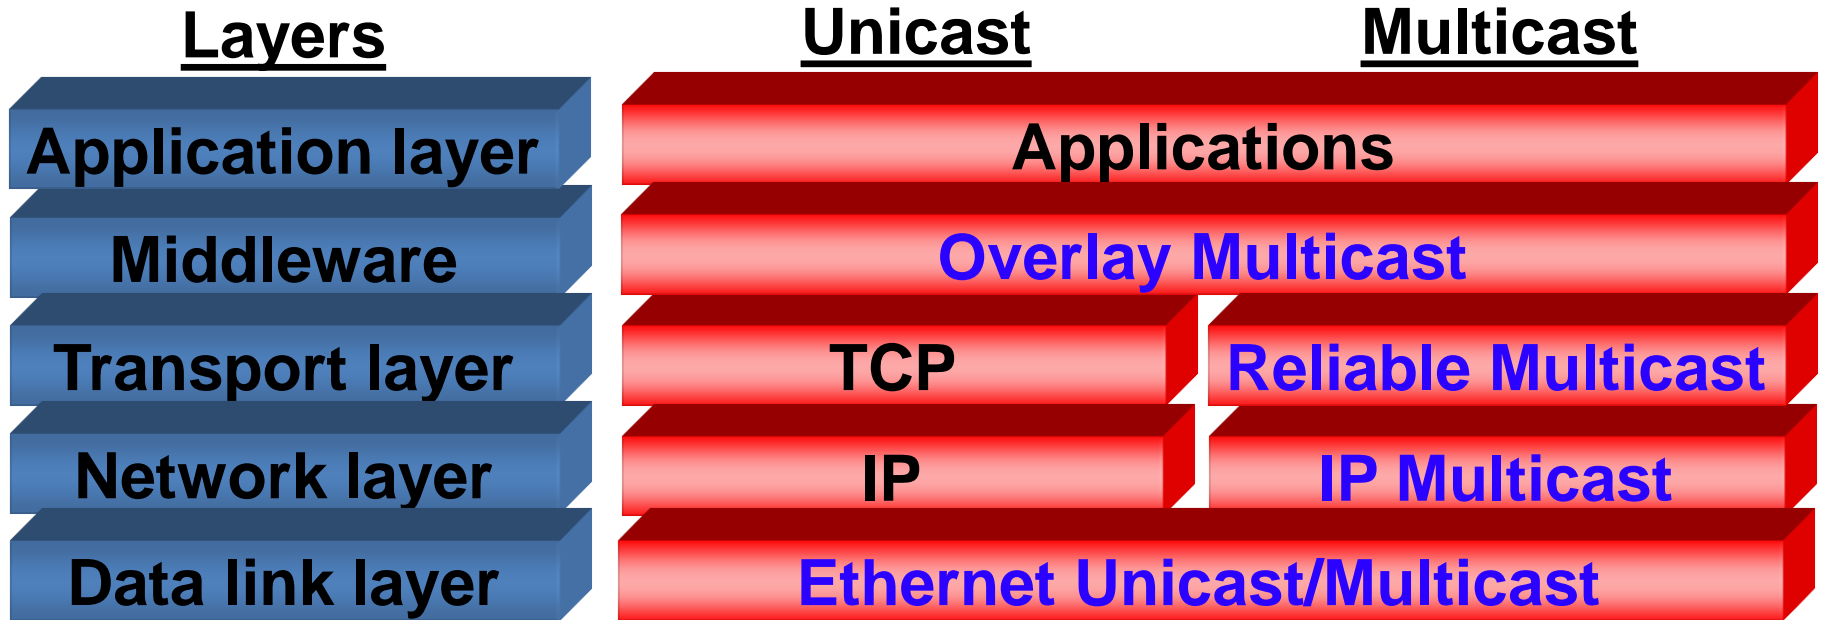 Layers Unicast Multicast
Application layer Applications
Middleware Overlay Multicast
Transport layer TCP Reliable Multicast
Network layer IP IP Multicast
Data link layer Ethernet Unicast/Multicast